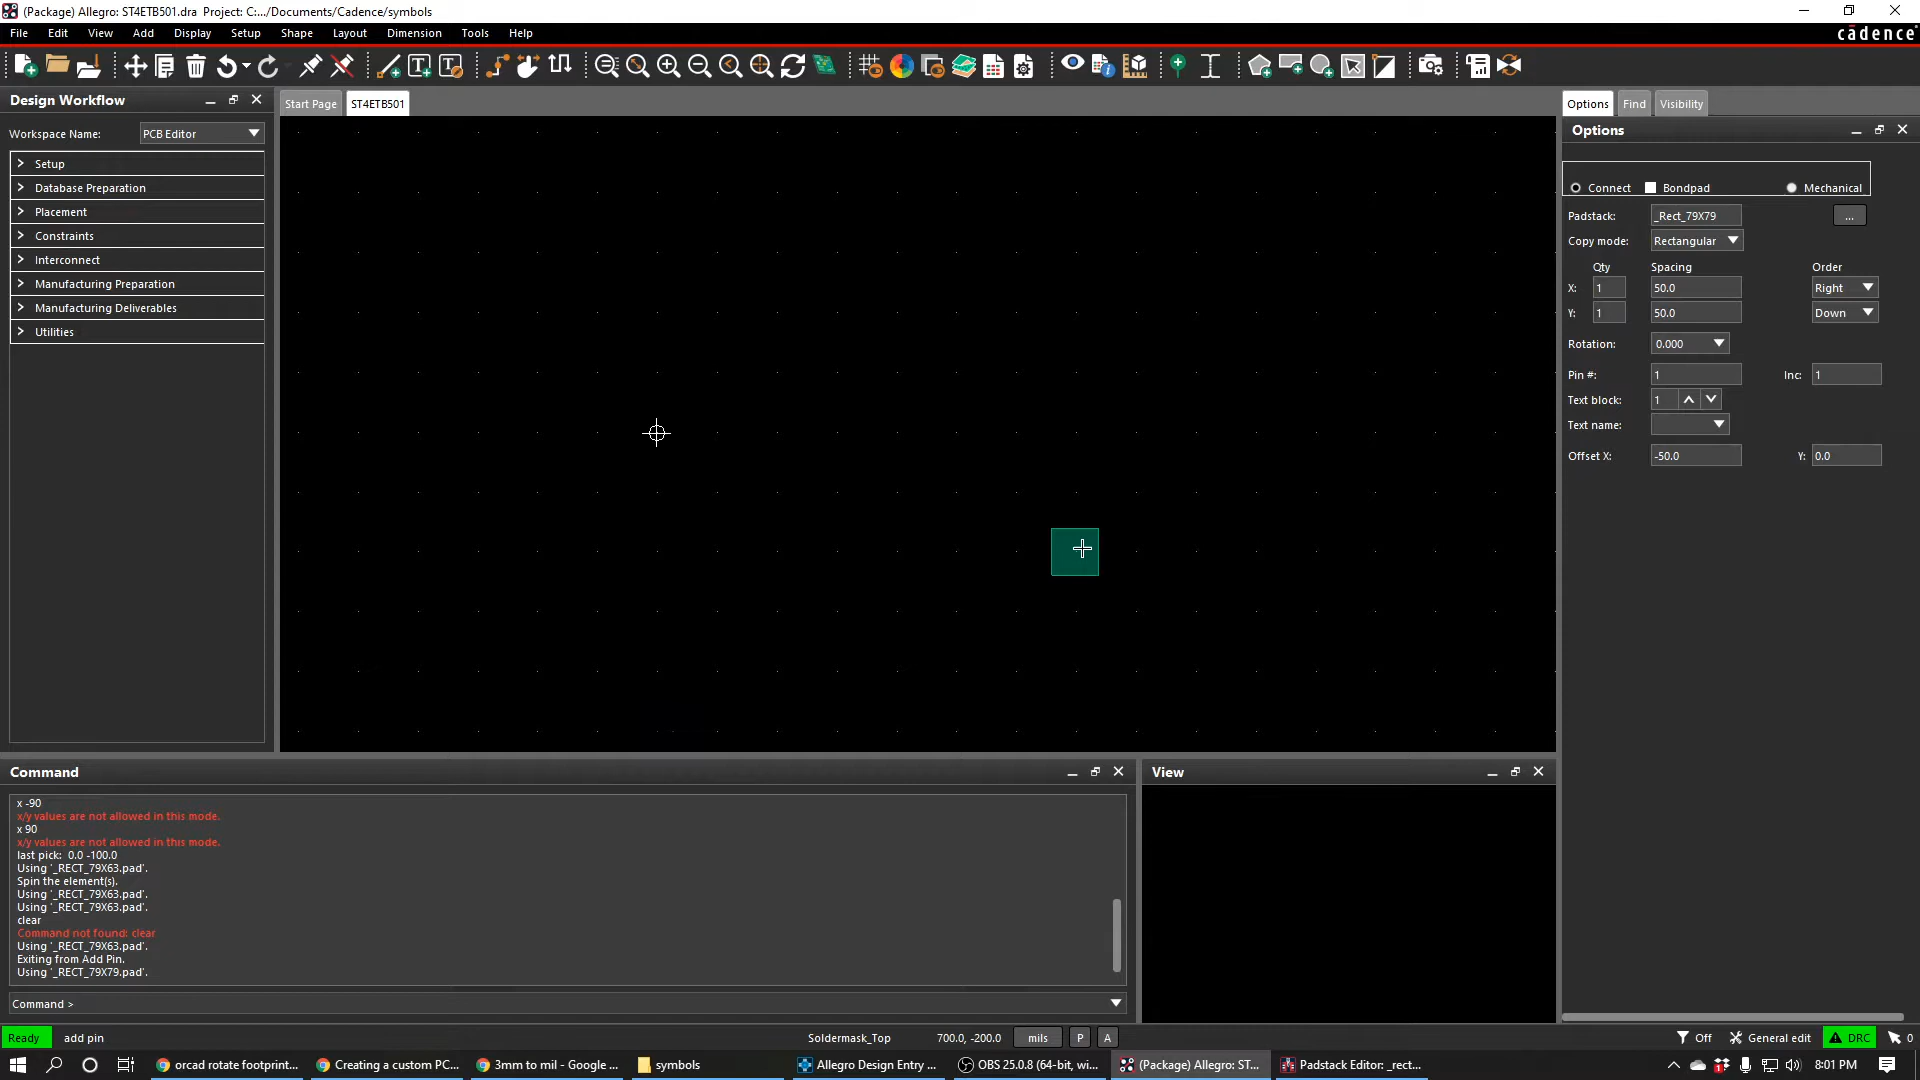 (Package) Allegro: ST4ETB501.dra  Project: C:.../Documents/Cadence/symbols
File Edit View Add Display Setup Shape Layout Dimension Tools Help
cadence
Design Workflow
Start Page ST4ETB501
Options Find Visibility
Workspace Name: PCB Editor
Options
Setup
Database Preparation
Placement
Constraints
Interconnect
Manufacturing Preparation
Manufacturing Deliverables
Utilities
Connect Bondpad Mechanical
Padstack: _Rect_79X79 ...
Copy mode: Rectangular
Qty Spacing Order
X: 1 50.0 Right
Y: 1 50.0 Down
Rotation: 0.000
Pin #: 1 Inc: 1
Text block: 1
Text name:
Offset X: -50.0 Y: 0.0
Command
x -90
x/y values are not allowed in this mode.
x 90
x/y values are not allowed in this mode.
last pick:  0.0 -100.0
Using '_RECT_79X63.pad'.
Spin the element(s).
Using '_RECT_79X63.pad'.
Using '_RECT_79X63.pad'.
clear
Command not found: clear
Using '_RECT_79X63.pad'.
Exiting from Add Pin.
Using '_RECT_79X79.pad'.
Command >
View
Ready add pin Soldermask_Top 700.0, -200.0 mils P A Off General edit DRC 0
orcad rotate footprint... Creating a custom PC... 3mm to mil - Google ... symbols Allegro Design Entry ... OBS 25.0.8 (64-bit, wi... (Package) Allegro: ST... Padstack Editor: _rect... 8:01 PM